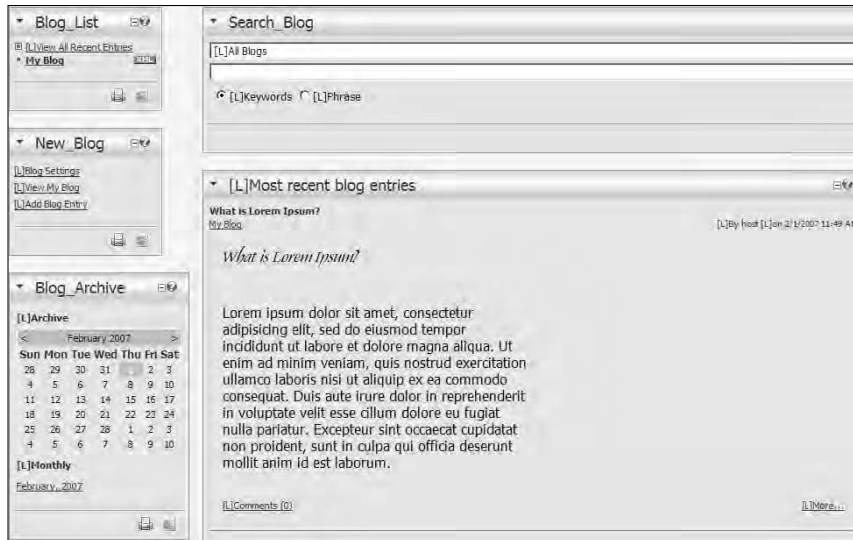 Blog_List
[L]View All Recent Entries
My Blog
New_Blog
[L]Blog Settings
[L]View My Blog
[L]Add Blog Entry
Blog_Archive
[L]Archive
< February 2007 >
Sun Mon Tue Wed Thu Fri Sat
28 29 30 31 1 2 3
4 5 6 7 8 9 10
11 12 13 14 15 16 17
18 19 20 21 22 23 24
25 26 27 28 1 2 3
4 5 6 7 8 9 10
[L]Monthly
February, 2007
Search_Blog
[L]All Blogs
[L]Keywords [L]Phrase
[L]Most recent blog entries
What is Lorem Ipsum?
My Blog [L]By host [L]on 2/1/2007 11:49 AM
What is Lorem Ipsum?
Lorem ipsum dolor sit amet, consectetur
adipisicing elit, sed do eiusmod tempor
incididunt ut labore et dolore magna aliqua. Ut
enim ad minim veniam, quis nostrud exercitation
ullamco laboris nisi ut aliquip ex ea commodo
consequat. Duis aute irure dolor in reprehenderit
in voluptate velit esse cillum dolore eu fugiat
nulla pariatur. Excepteur sint occaecat cupidatat
non proident, sunt in culpa qui officia deserunt
mollit anim id est laborum.
[L]Comments (0) [L]More...